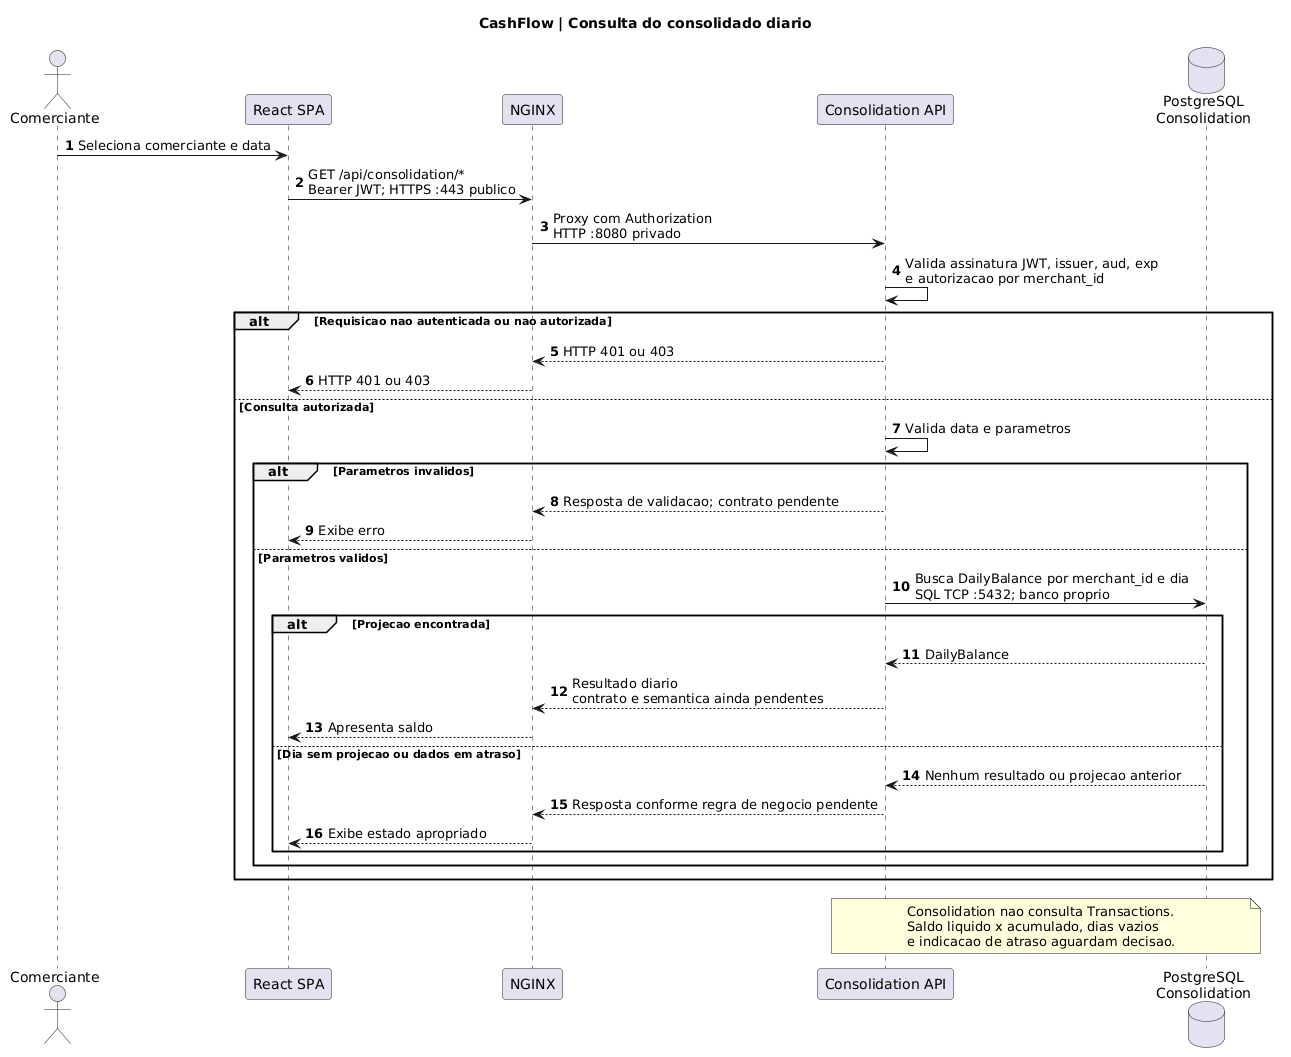 CashFlow | Consulta do consolidado diario
Comerciante
React SPA
NGINX
Consolidation API
PostgreSQL
Consolidation
1 Seleciona comerciante e data
2 GET /api/consolidation/*
Bearer JWT; HTTPS :443 publico
3 Proxy com Authorization
HTTP :8080 privado
4 Valida assinatura JWT, issuer, aud, exp
e autorizacao por merchant_id
alt [Requisicao nao autenticada ou nao autorizada]
5 HTTP 401 ou 403
6 HTTP 401 ou 403
[Consulta autorizada]
7 Valida data e parametros
alt [Parametros invalidos]
8 Resposta de validacao; contrato pendente
9 Exibe erro
[Parametros validos]
10 Busca DailyBalance por merchant_id e dia
SQL TCP :5432; banco proprio
alt [Projecao encontrada]
11 DailyBalance
12 Resultado diario
contrato e semantica ainda pendentes
13 Apresenta saldo
[Dia sem projecao ou dados em atraso]
14 Nenhum resultado ou projecao anterior
15 Resposta conforme regra de negocio pendente
16 Exibe estado apropriado
Consolidation nao consulta Transactions.
Saldo liquido x acumulado, dias vazios
e indicacao de atraso aguardam decisao.
Comerciante
React SPA
NGINX
Consolidation API
PostgreSQL
Consolidation